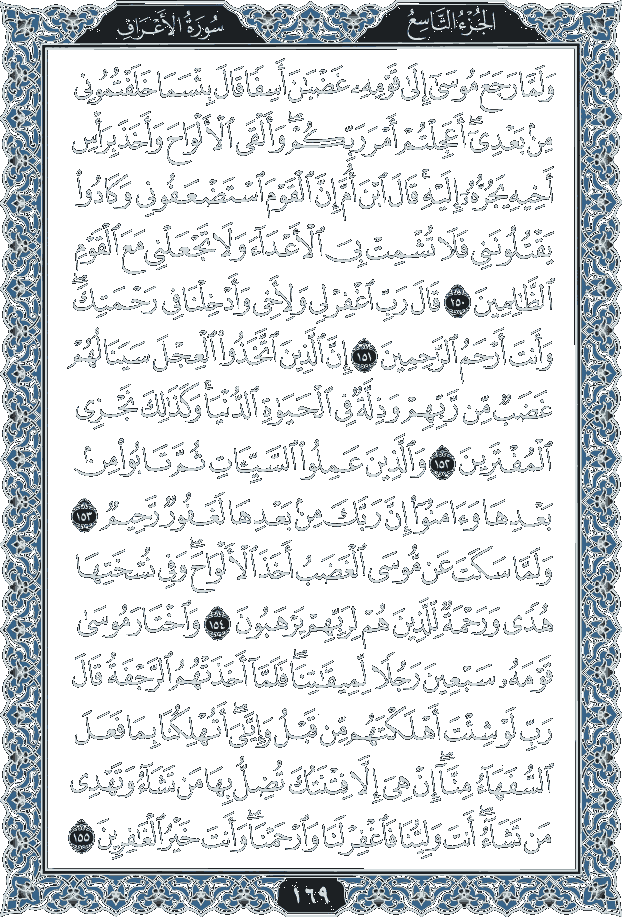 الجُزْءُ التَّاسِعُ
سُورَةُ الأَعْرَافِ
وَلَمَّا رَجَعَ مُوسَىٰٓ إِلَىٰ قَوْمِهِۦ غَضْبَٰنَ أَسِفًا قَالَ بِئْسَمَا خَلَفْتُمُونِى
مِنۢ بَعْدِىٓ ۖ أَعَجِلْتُمْ أَمْرَ رَبِّكُمْ ۖ وَأَلْقَى ٱلْأَلْوَاحَ وَأَخَذَ بِرَأْسِ
أَخِيهِ يَجُرُّهُۥٓ إِلَيْهِ ۚ قَالَ ٱبْنَ أُمَّ إِنَّ ٱلْقَوْمَ ٱسْتَضْعَفُونِى وَكَادُوا۟
يَقْتُلُونَنِى فَلَا تُشْمِتْ بِىَ ٱلْأَعْدَآءَ وَلَا تَجْعَلْنِى مَعَ ٱلْقَوْمِ
ٱلظَّٰلِمِينَ ١٥٠ قَالَ رَبِّ ٱغْفِرْ لِى وَلِأَخِى وَأَدْخِلْنَا فِى رَحْمَتِكَ ۖ
وَأَنتَ أَرْحَمُ ٱلرَّٰحِمِينَ ١٥١ إِنَّ ٱلَّذِينَ ٱتَّخَذُوا۟ ٱلْعِجْلَ سَيَنَالُهُمْ
غَضَبٌ مِّن رَّبِّهِمْ وَذِلَّةٌ فِى ٱلْحَيَوٰةِ ٱلدُّنْيَا ۚ وَكَذَٰلِكَ نَجْزِى
ٱلْمُفْتَرِينَ ١٥٢ وَٱلَّذِينَ عَمِلُوا۟ ٱلسَّيِّـَٔاتِ ثُمَّ تَابُوا۟ مِنۢ
بَعْدِهَا وَءَامَنُوٓا۟ إِنَّ رَبَّكَ مِنۢ بَعْدِهَا لَغَفُورٌ رَّحِيمٌ ١٥٣
وَلَمَّا سَكَتَ عَن مُّوسَى ٱلْغَضَبُ أَخَذَ ٱلْأَلْوَاحَ ۖ وَفِى نُسْخَتِهَا
هُدًى وَرَحْمَةٌ لِّلَّذِينَ هُمْ لِرَبِّهِمْ يَرْهَبُونَ ١٥٤ وَٱخْتَارَ مُوسَىٰ
قَوْمَهُۥ سَبْعِينَ رَجُلًا لِّمِيقَٰتِنَا ۖ فَلَمَّآ أَخَذَتْهُمُ ٱلرَّجْفَةُ قَالَ
رَبِّ لَوْ شِئْتَ أَهْلَكْتَهُم مِّن قَبْلُ وَإِيَّٰىَ ۖ أَتُهْلِكُنَا بِمَا فَعَلَ
ٱلسُّفَهَآءُ مِنَّآ ۖ إِنْ هِىَ إِلَّا فِتْنَتُكَ تُضِلُّ بِهَا مَن تَشَآءُ وَتَهْدِى
مَن تَشَآءُ ۖ أَنتَ وَلِيُّنَا فَٱغْفِرْ لَنَا وَٱرْحَمْنَا ۖ وَأَنتَ خَيْرُ ٱلْغَٰفِرِينَ ١٥٥
١٦٩